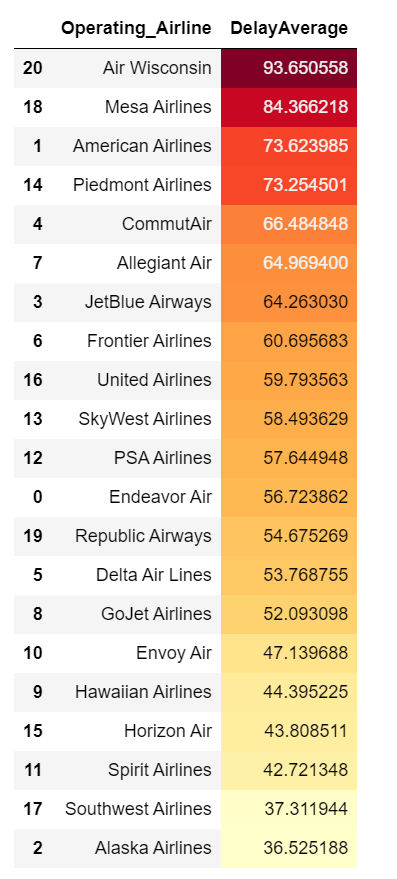 Operating_Airline DelayAverage
20 Air Wisconsin 93.650558
18 Mesa Airlines 84.366218
1 American Airlines 73.623985
14 Piedmont Airlines 73.254501
4 CommutAir 66.484848
7 Allegiant Air 64.969400
3 JetBlue Airways 64.263030
6 Frontier Airlines 60.695683
16 United Airlines 59.793563
13 SkyWest Airlines 58.493629
12 PSA Airlines 57.644948
0 Endeavor Air 56.723862
19 Republic Airways 54.675269
5 Delta Air Lines 53.768755
8 GoJet Airlines 52.093098
10 Envoy Air 47.139688
9 Hawaiian Airlines 44.395225
15 Horizon Air 43.808511
11 Spirit Airlines 42.721348
17 Southwest Airlines 37.311944
2 Alaska Airlines 36.525188